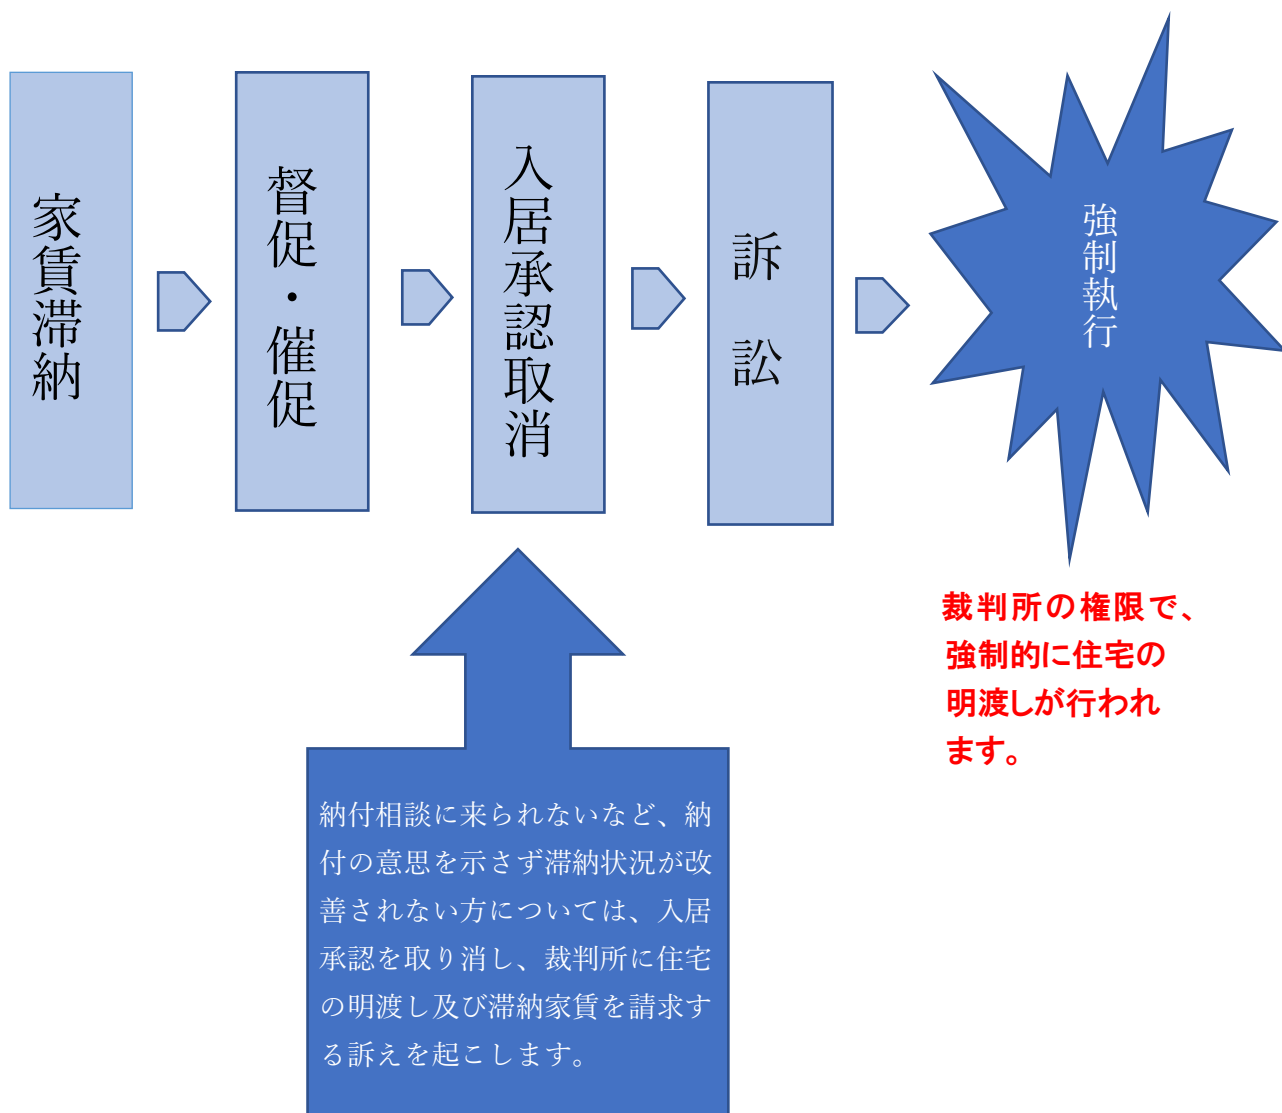 家賃滞納
督促・催促
入居承認取消
訴訟
強制執行
裁判所の権限で、
強制的に住宅の
明渡しが行われ
ます。
納付相談に来られないなど、納
付の意思を示さず滞納状況が改
善されない方については、入居
承認を取り消し、裁判所に住宅
の明渡し及び滞納家賃を請求す
る訴えを起こします。